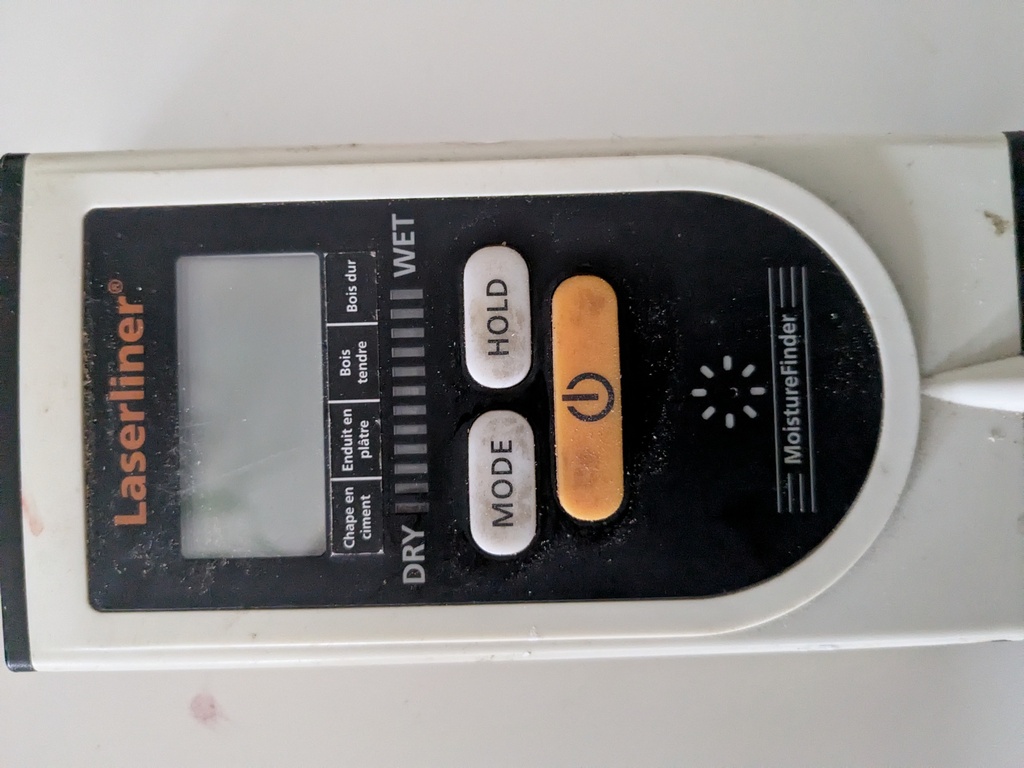 Laserliner®
Chape en
ciment
Enduit en
plâtre
Bois
tendre
Bois dur
DRY WET
MODE HOLD
MoistureFinder